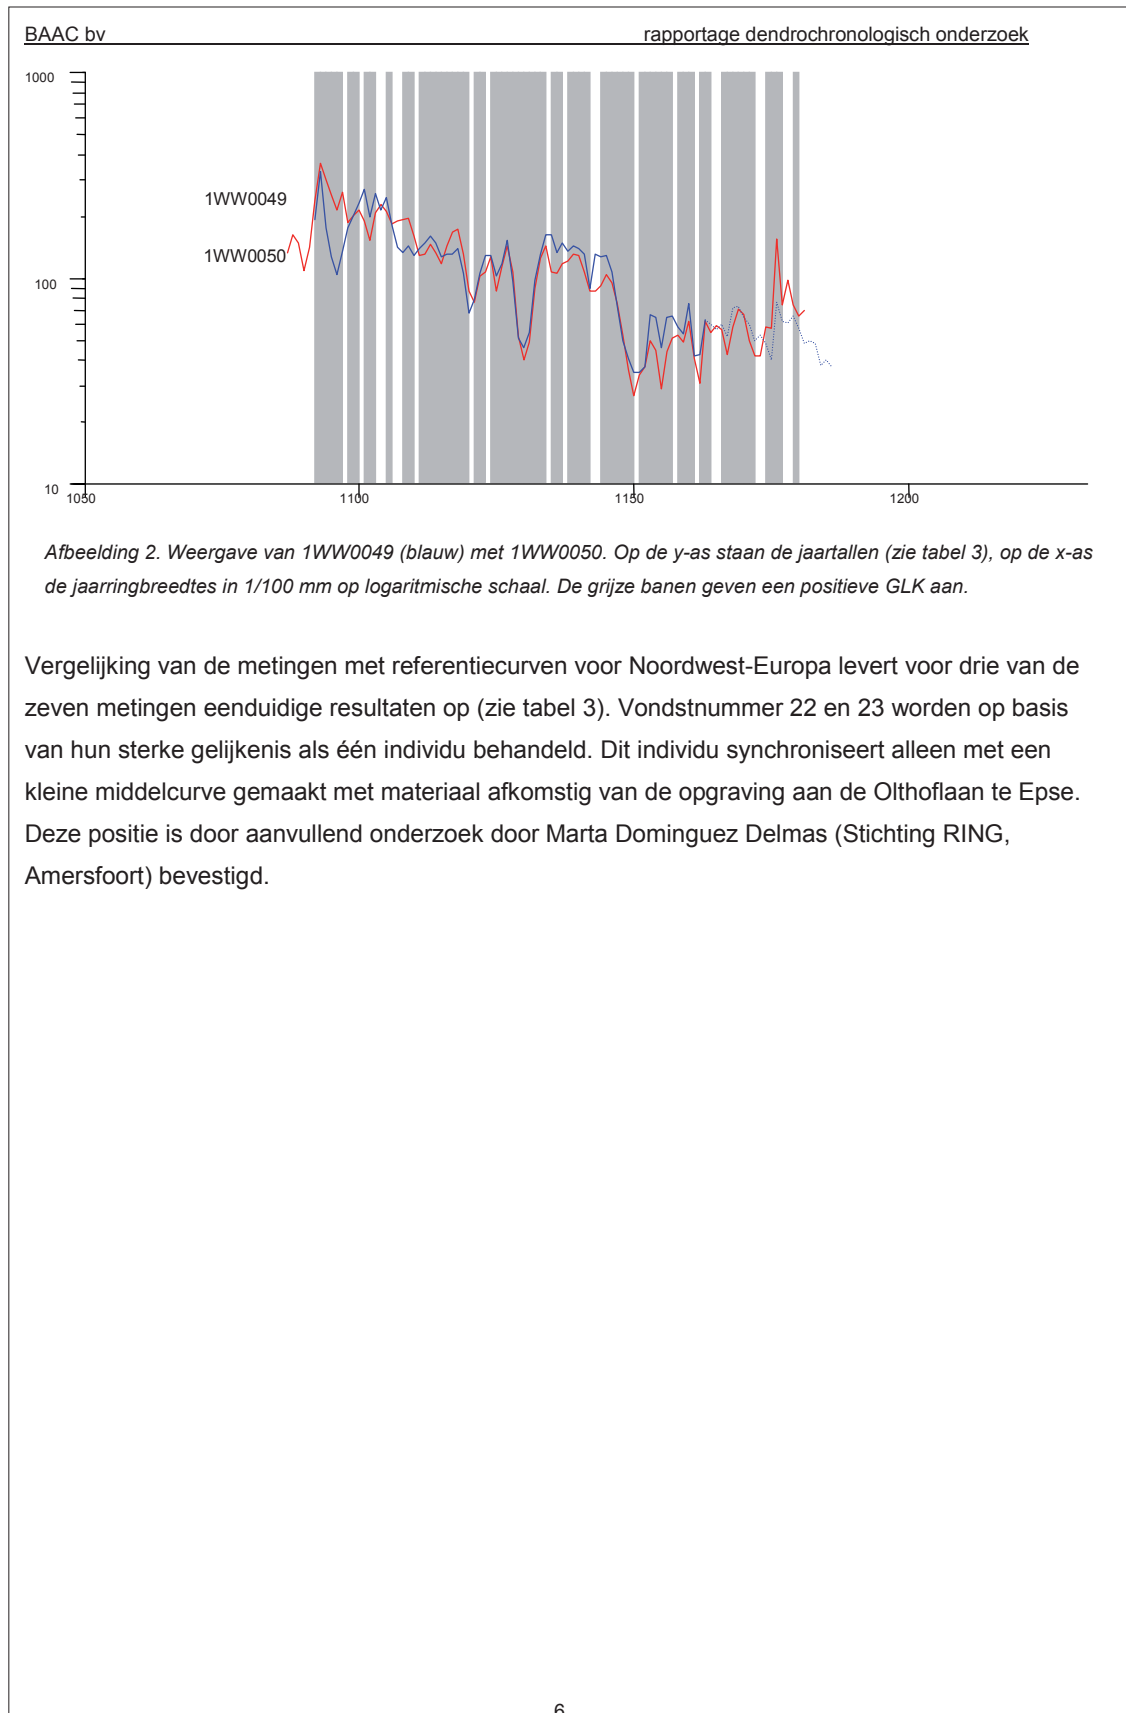 BAAC bv rapportage dendrochronologisch onderzoek
1000
1WW0049
1WW0050
100
10
1050 1100 1150 1200
Afbeelding 2. Weergave van 1WW0049 (blauw) met 1WW0050. Op de y-as staan de jaartallen (zie tabel 3), op de x-as
de jaarringbreedtes in 1/100 mm op logaritmische schaal. De grijze banen geven een positieve GLK aan.
Vergelijking van de metingen met referentiecurven voor Noordwest-Europa levert voor drie van de
zeven metingen eenduidige resultaten op (zie tabel 3). Vondstnummer 22 en 23 worden op basis
van hun sterke gelijkenis als één individu behandeld. Dit individu synchroniseert alleen met een
kleine middelcurve gemaakt met materiaal afkomstig van de opgraving aan de Olthoflaan te Epse.
Deze positie is door aanvullend onderzoek door Marta Dominguez Delmas (Stichting RING,
Amersfoort) bevestigd.
6